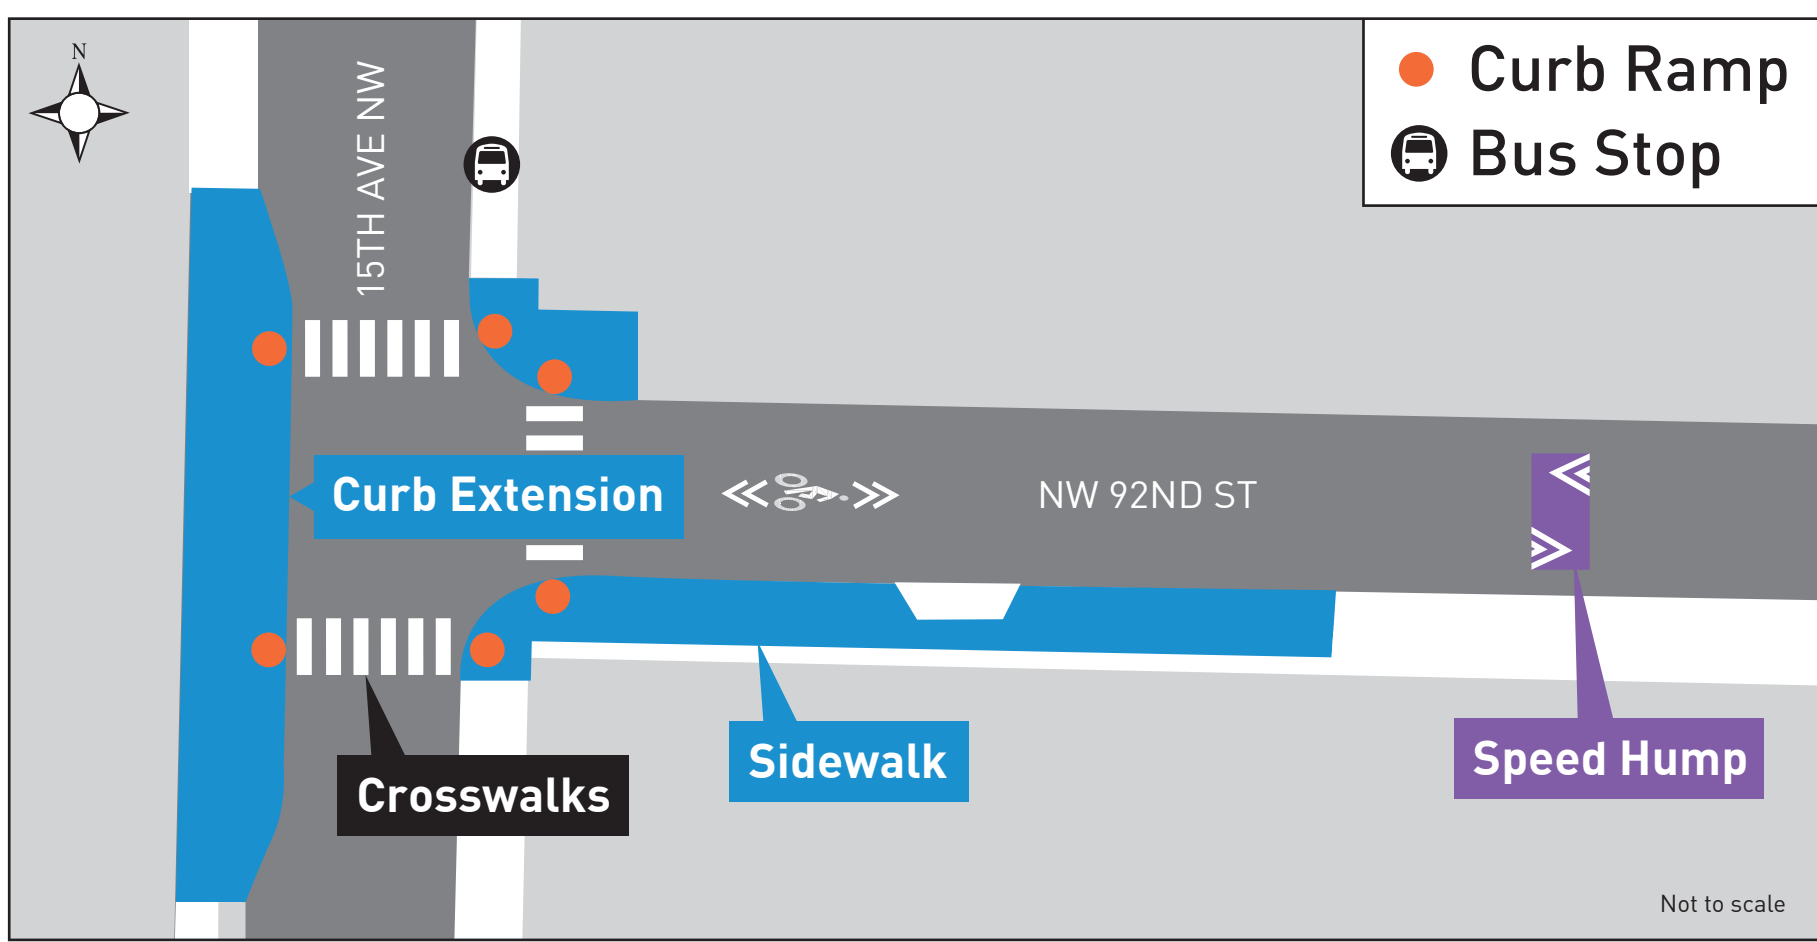 N
15TH AVE NW
Curb Ramp
Bus Stop
Curb Extension
NW 92ND ST
Crosswalks
Sidewalk
Speed Hump
Not to scale